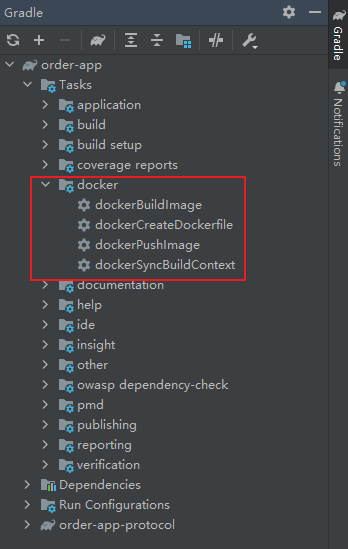 Gradle
order-app
Tasks
application
build
build setup
coverage reports
docker
dockerBuildImage
dockerCreateDockerfile
dockerPushImage
dockerSyncBuildContext
documentation
help
ide
insight
other
owasp dependency-check
pmd
publishing
reporting
verification
Dependencies
Run Configurations
order-app-protocol
Gradle
Notifications